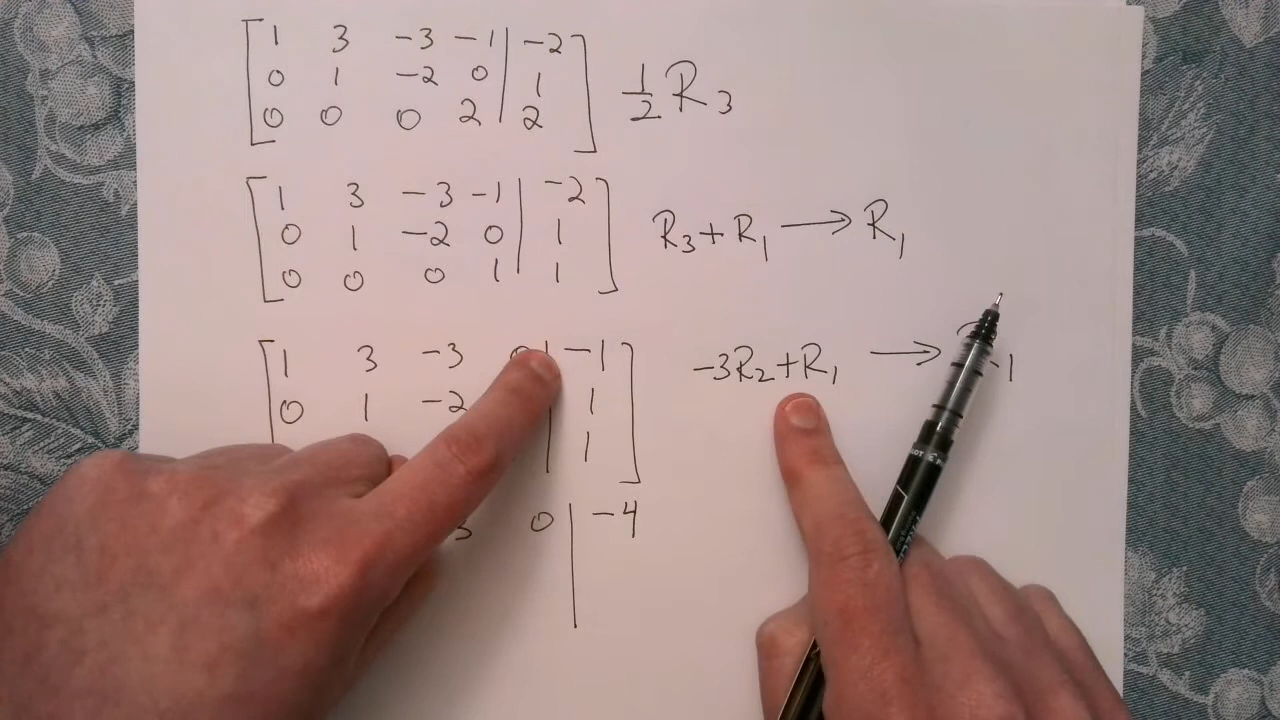 1 3 -3 -1 | -2
0 1 -2 0 | 1 ½R₃
0 0 0 2 | 2
1 3 -3 -1 | -2
0 1 -2 0 | 1 R₃+R₁ → R₁
0 0 0 1 | 1
1 3 -3 0 | -1 -3R₂+R₁ →
0 1 -2 | 1
| 1
3 0 | -4